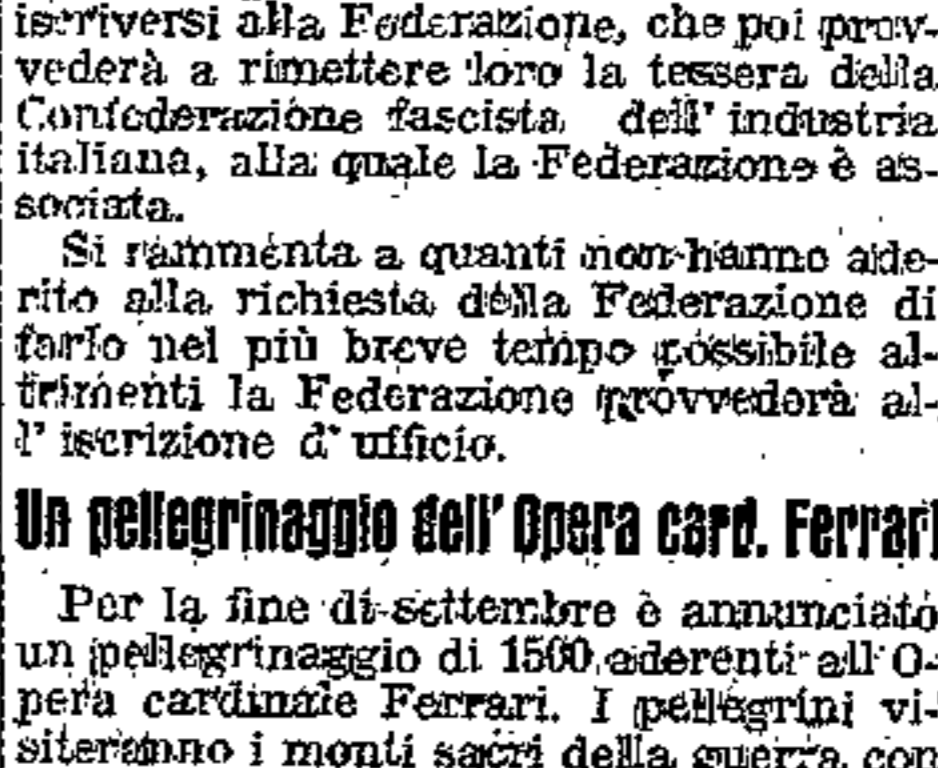 iscriversi alla Federazione, che poi prov-
vederà a rimettere loro la tessera della
Confederazione fascista dell' industria
italiana, alla quale la Federazione è as-
sociata.
Si rammenta a quanti non hanno ade-
rito alla richiesta della Federazione di
farlo nel più breve tempo possibile al-
trimenti la Federazione provvederà al-
l' iscrizione d' ufficio.
Un pellegrinaggio dell' Opera card. Ferrari
Per la fine di settembre è annunciato
un pellegrinaggio di 1500 aderenti all' O-
pera cardinale Ferrari. I pellegrini vi-
siteranno i monti sacri della guerra con